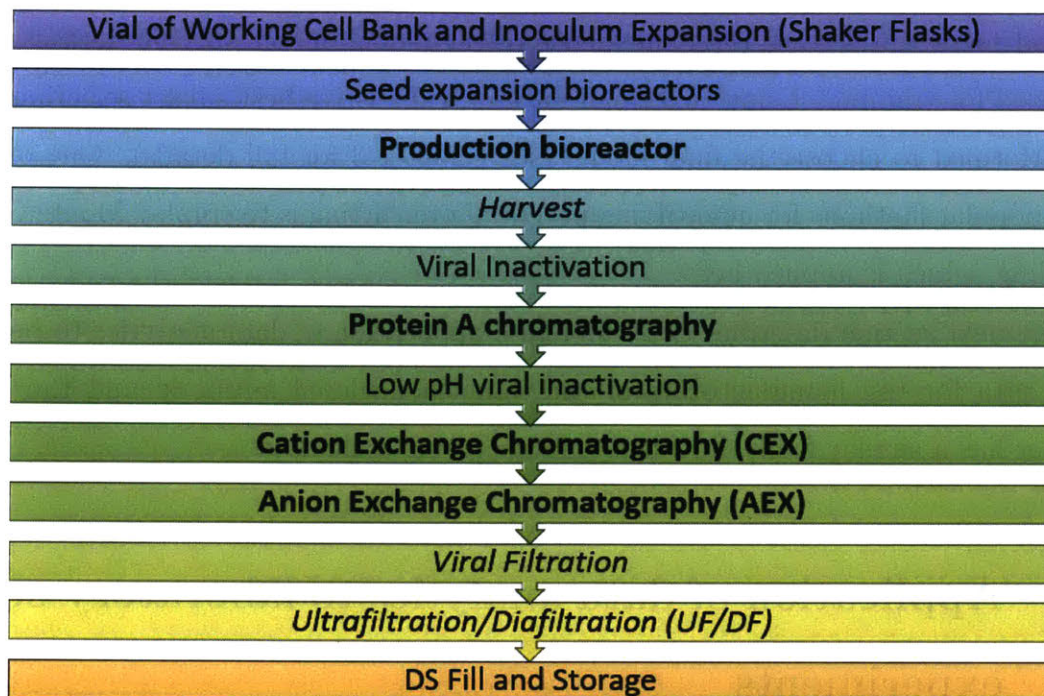 Vial of Working Cell Bank and Inoculum Expansion (Shaker Flasks)
Seed expansion bioreactors
Production bioreactor
Harvest
Viral Inactivation
Protein A chromatography
Low pH viral inactivation
Cation Exchange Chromatography (CEX)
Anion Exchange Chromatography (AEX)
Viral Filtration
Ultrafiltration/Diafiltration (UF/DF)
DS Fill and Storage